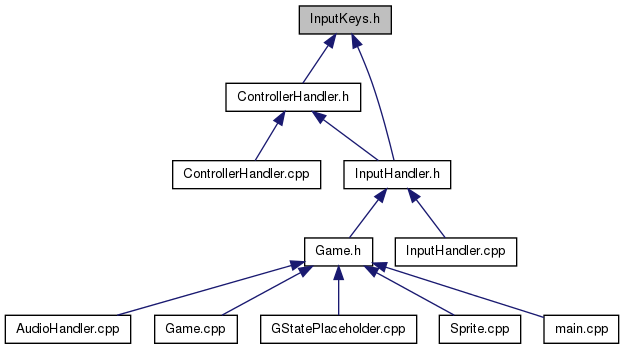 InputKeys.h
ControllerHandler.h
ControllerHandler.cpp
InputHandler.h
Game.h
InputHandler.cpp
AudioHandler.cpp
Game.cpp
GStatePlaceholder.cpp
Sprite.cpp
main.cpp